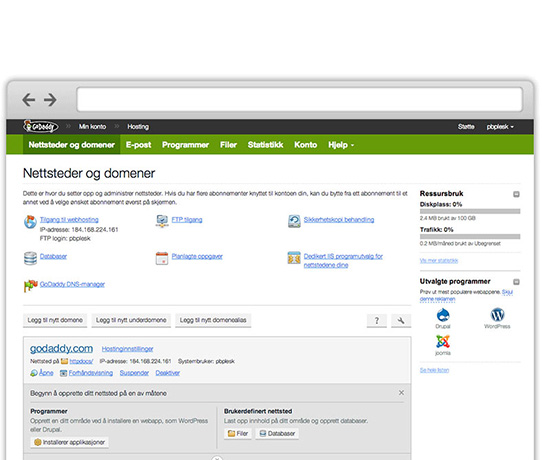 GoDaddy Min konto Hosting Støtte pbplesk
Nettsteder og domener E-post Programmer Filer Statistikk Konto Hjelp
Nettsteder og domener
Dette er hvor du setter opp og administrer nettsteder. Hvis du har flere abonnementer knyttet til kontoen din, kan du bytte fra ett abonnement til et
annet ved å velge ønsket abonnement øverst på skjermen.
Tilgang til webhosting
IP-adresse: 184.168.224.161
FTP login: pbplesk
FTP tilgang
Sikkerhetskopi behandling
Databaser
Planlagte oppgaver
Dedikert IIS programutvalg for
nettstedene dine
GoDaddy DNS-manager
Ressursbruk
Diskplass: 0%
2.4 MB brukt av 100 GB
Trafikk: 0%
0.2 MB/måned brukt av Ubegrenset
Vis mer statistikk
Utvalgte programmer
Prøv ut mest populære webappene. Skjul
denne reklamen
Drupal
WordPress
joomla
Se hele listen
Legg til nytt domene Legg til nytt underdomene Legg til nytt domenealias ?
godaddy.com Hostinginnstillinger
Nettsted på httpdocs/ IP-adresse: 184.168.224.161 Systembruker: pbplesk
Åpne Forhåndsvisning Suspender Deaktiver
Begynn å opprette ditt nettsted på en av måtene
Programmer
Opprett en ditt område ved å installere en webapp, som WordPress
eller Drupal.
Installerer applikasjoner
Brukerdefinert nettsted
Last opp innhold på ditt område og opprett databaser.
Filer Databaser